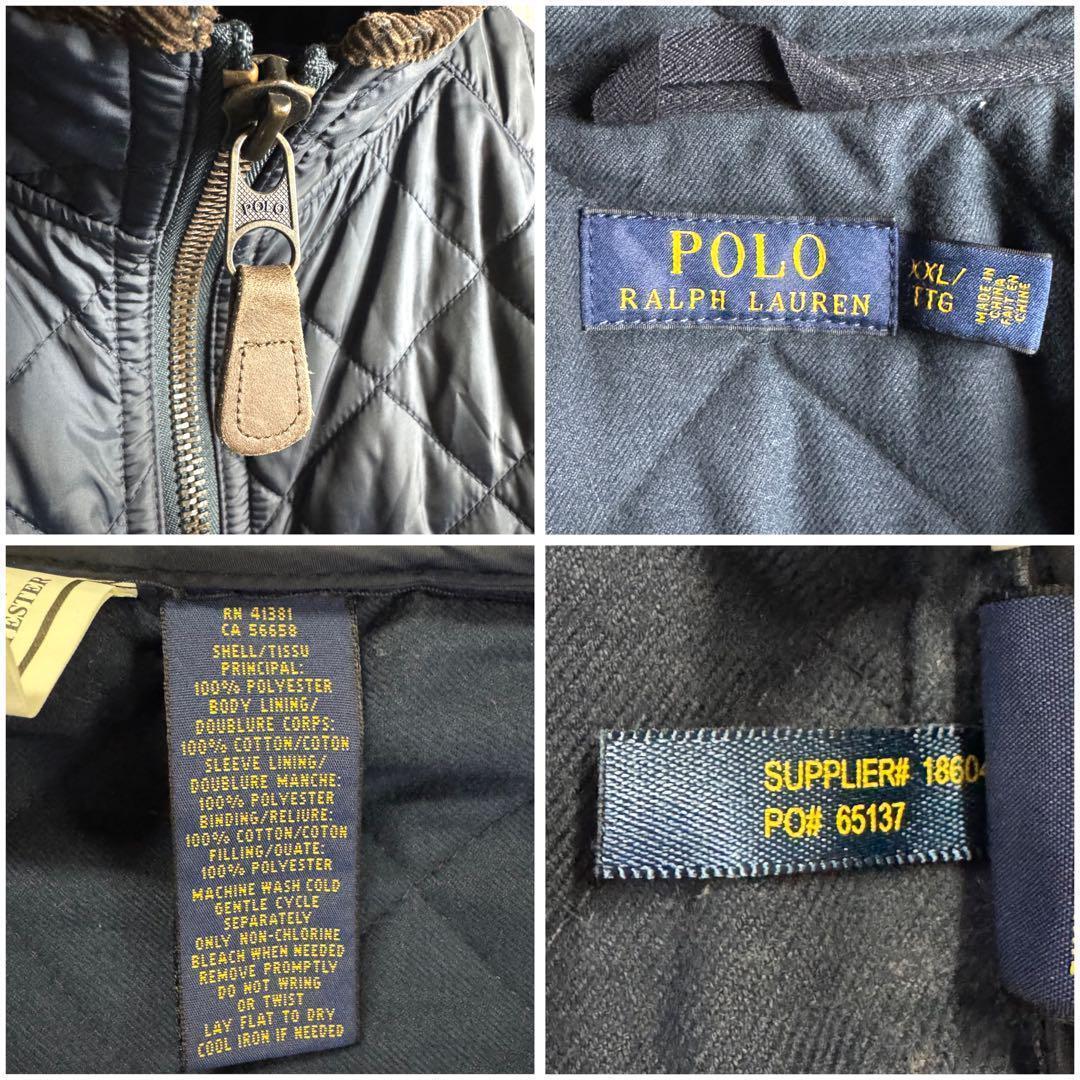 POLO
POLO
RALPH LAUREN
XXL/
TTG
MADE IN
CHINA
FAIT EN
CHINE
ESTER
RN 41381
CA 56658
SHELL/TISSU
PRINCIPAL:
100% POLYESTER
BODY LINING/
DOUBLURE CORPS:
100% COTTON/COTON
SLEEVE LINING/
DOUBLURE MANCHE:
100% POLYESTER
BINDING/RELIURE:
100% COTTON/COTON
FILLING/OUATE:
100% POLYESTER
MACHINE WASH COLD
GENTLE CYCLE
SEPARATELY
ONLY NON-CHLORINE
BLEACH WHEN NEEDED
REMOVE PROMPTLY
DO NOT WRING
OR TWIST
LAY FLAT TO DRY
COOL IRON IF NEEDED
SUPPLIER# 18604
PO# 65137